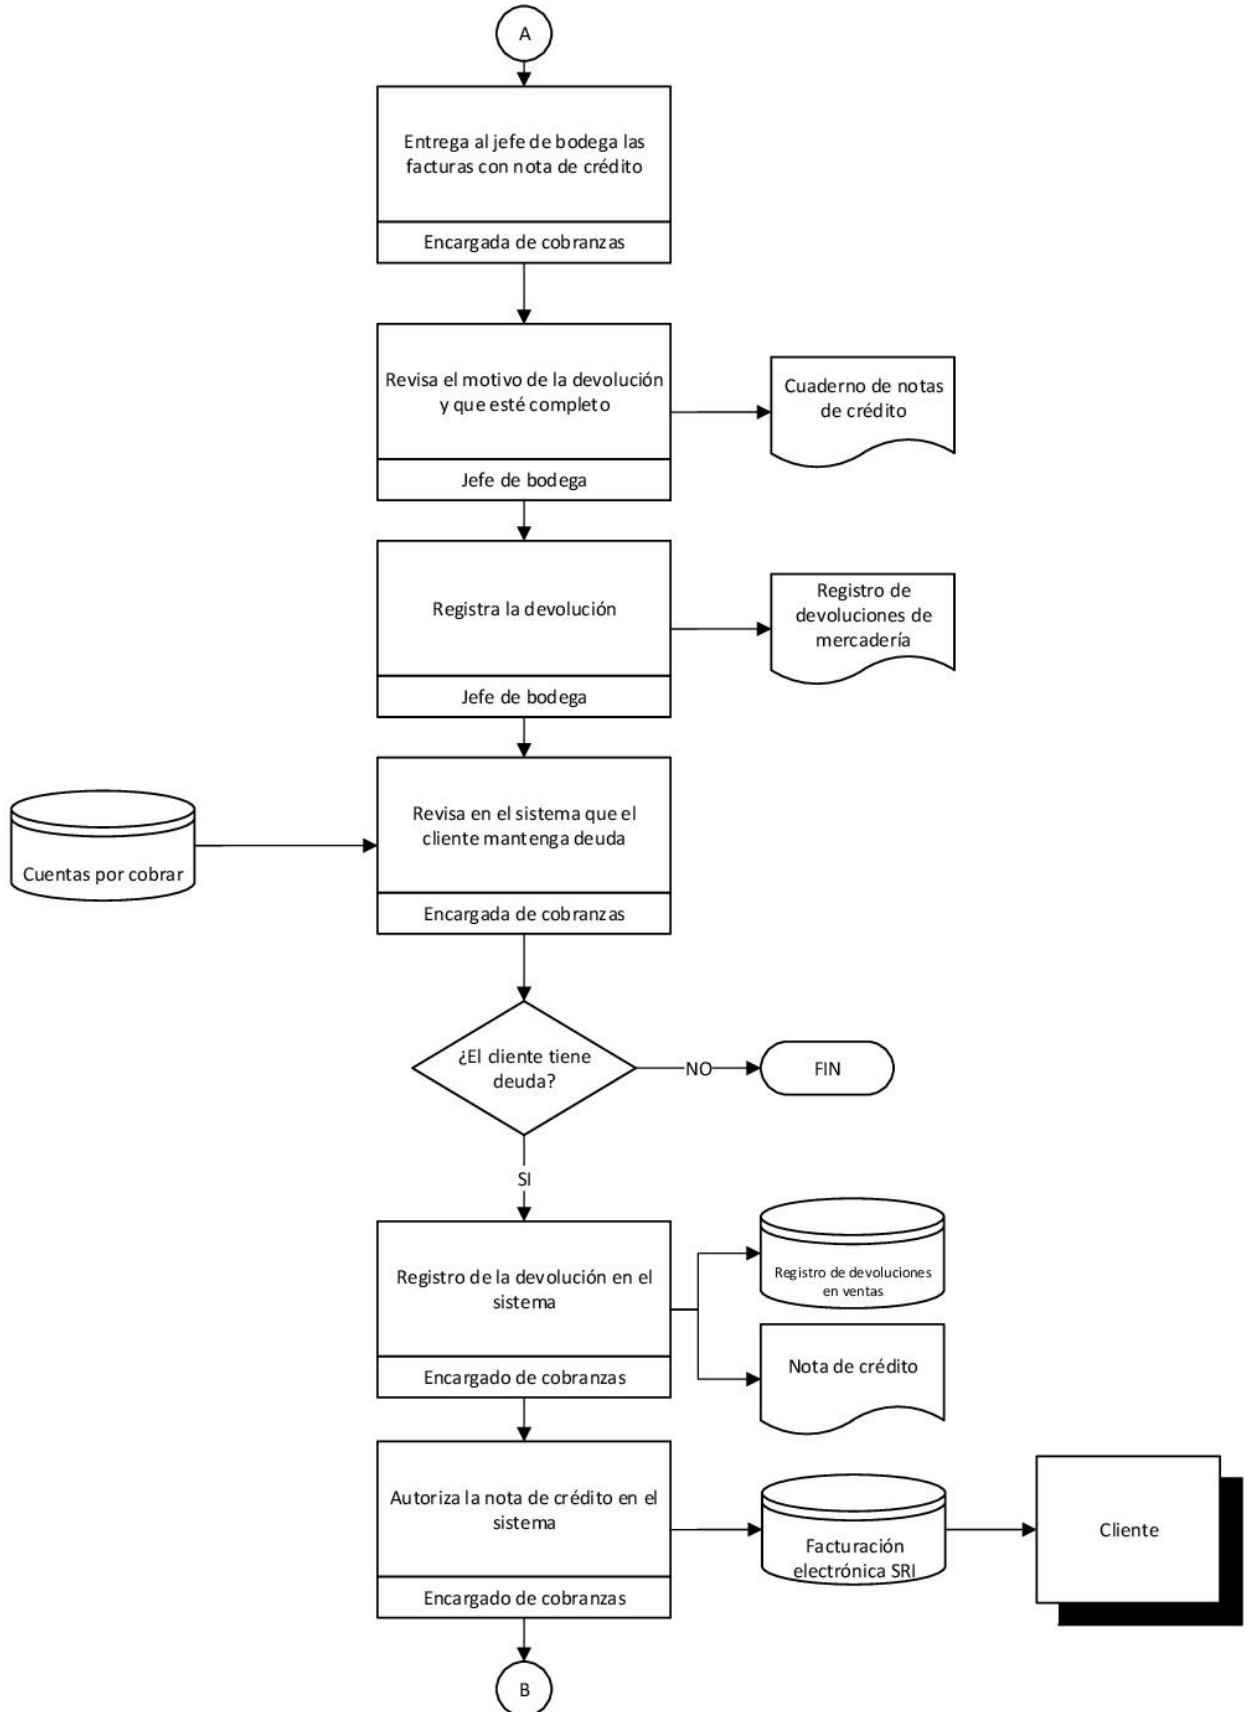 A
Entrega al jefe de bodega las
facturas con nota de crédito
Encargada de cobranzas
Revisa el motivo de la devolución
y que esté completo
Jefe de bodega
Cuaderno de notas
de crédito
Registra la devolución
Jefe de bodega
Registro de
devoluciones de
mercadería
Cuentas por cobrar
Revisa en el sistema que el
cliente mantenga deuda
Encargada de cobranzas
¿El cliente tiene
deuda?
NO
FIN
SI
Registro de la devolución en el
sistema
Encargado de cobranzas
Registro de devoluciones
en ventas
Nota de crédito
Autoriza la nota de crédito en el
sistema
Encargado de cobranzas
Facturación
electrónica SRI
Cliente
B